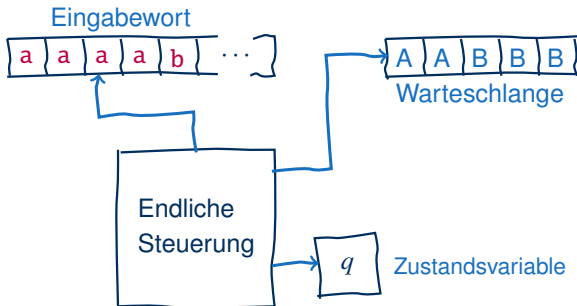 Eingabewort
a a a a b ...
A A B B B
Warteschlange
Endliche
Steuerung
q
Zustandsvariable